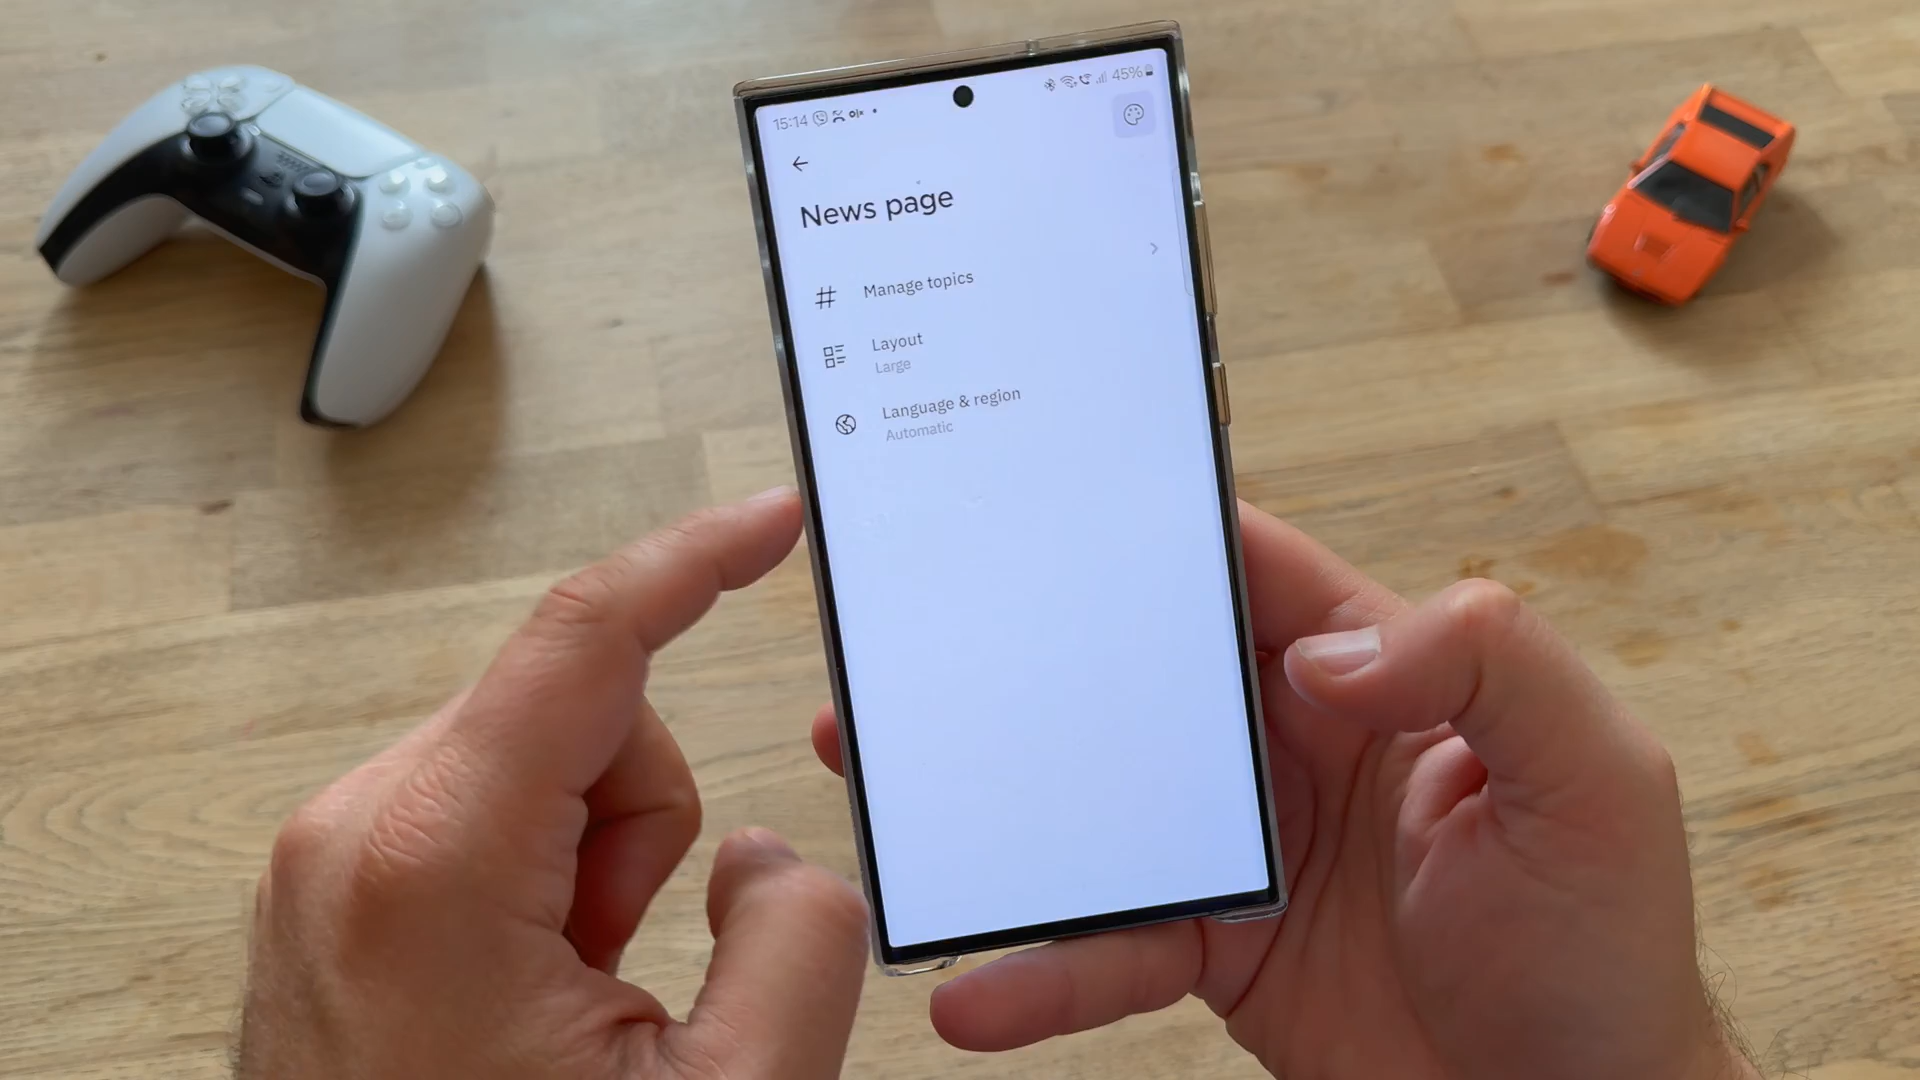 15:14
45%
News page
Manage topics
Layout
Large
Language & region
Automatic